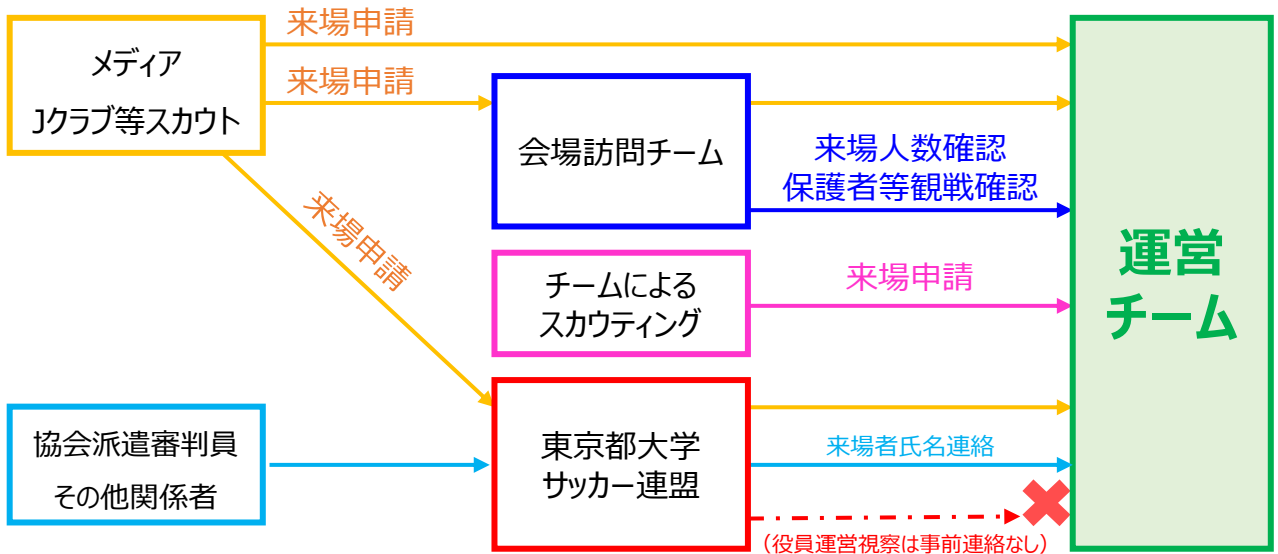 来場申請
メディア
Jクラブ等スカウト
来場申請
会場訪問チーム
来場人数確認
保護者等観戦確認
来場申請
チームによる
スカウティング
来場申請
運営
チーム
協会派遣審判員
その他関係者
東京都大学
サッカー連盟
来場者氏名連絡
（役員運営視察は事前連絡なし）